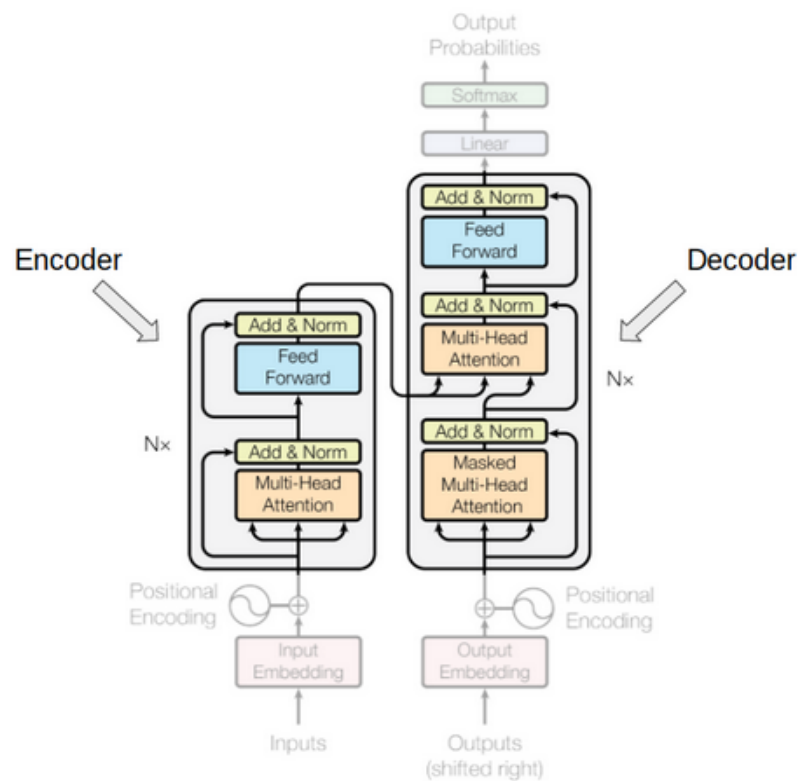 Output
Probabilities
Softmax
Linear
Add & Norm
Feed
Forward
Add & Norm
Multi-Head
Attention
Add & Norm
Masked
Multi-Head
Attention
Nx
Decoder
Encoder
Add & Norm
Feed
Forward
Add & Norm
Multi-Head
Attention
Nx
Positional
Encoding
Positional
Encoding
Input
Embedding
Output
Embedding
Inputs
Outputs
(shifted right)